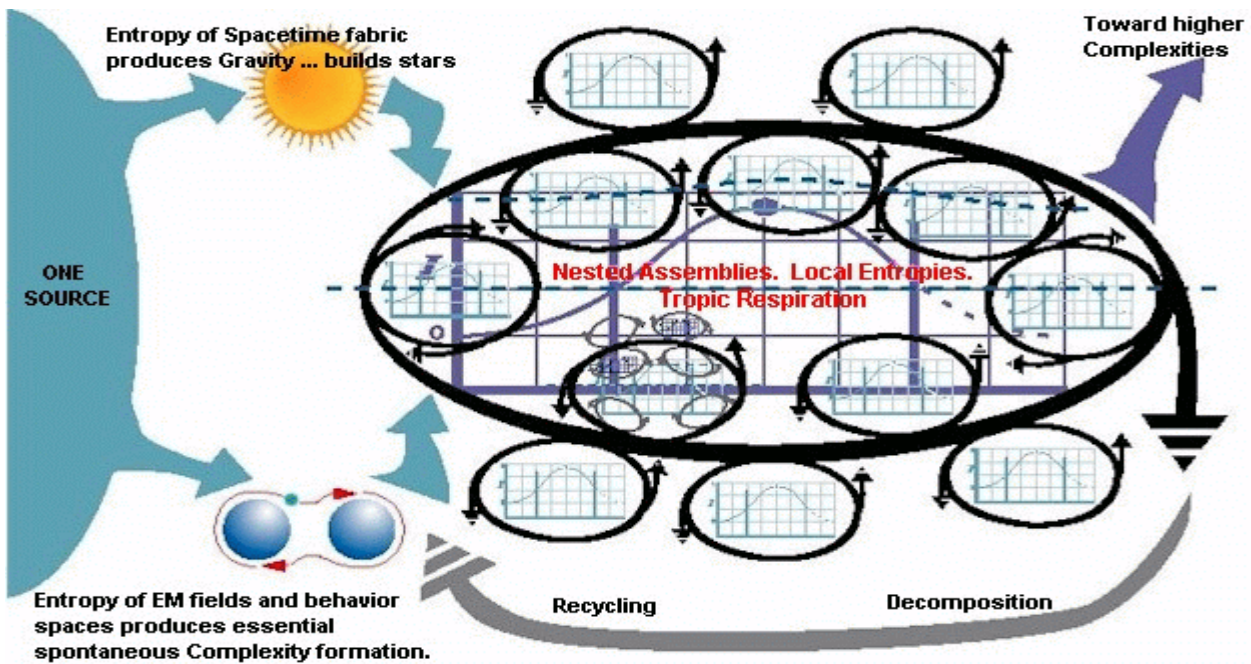 Entropy of Spacetime fabric
produces Gravity ... builds stars
Toward higher
Complexities
ONE
SOURCE
Nested Assemblies. Local Entropies.
Tropic Respiration
Entropy of EM fields and behavior
spaces produces essential
spontaneous Complexity formation.
Recycling
Decomposition